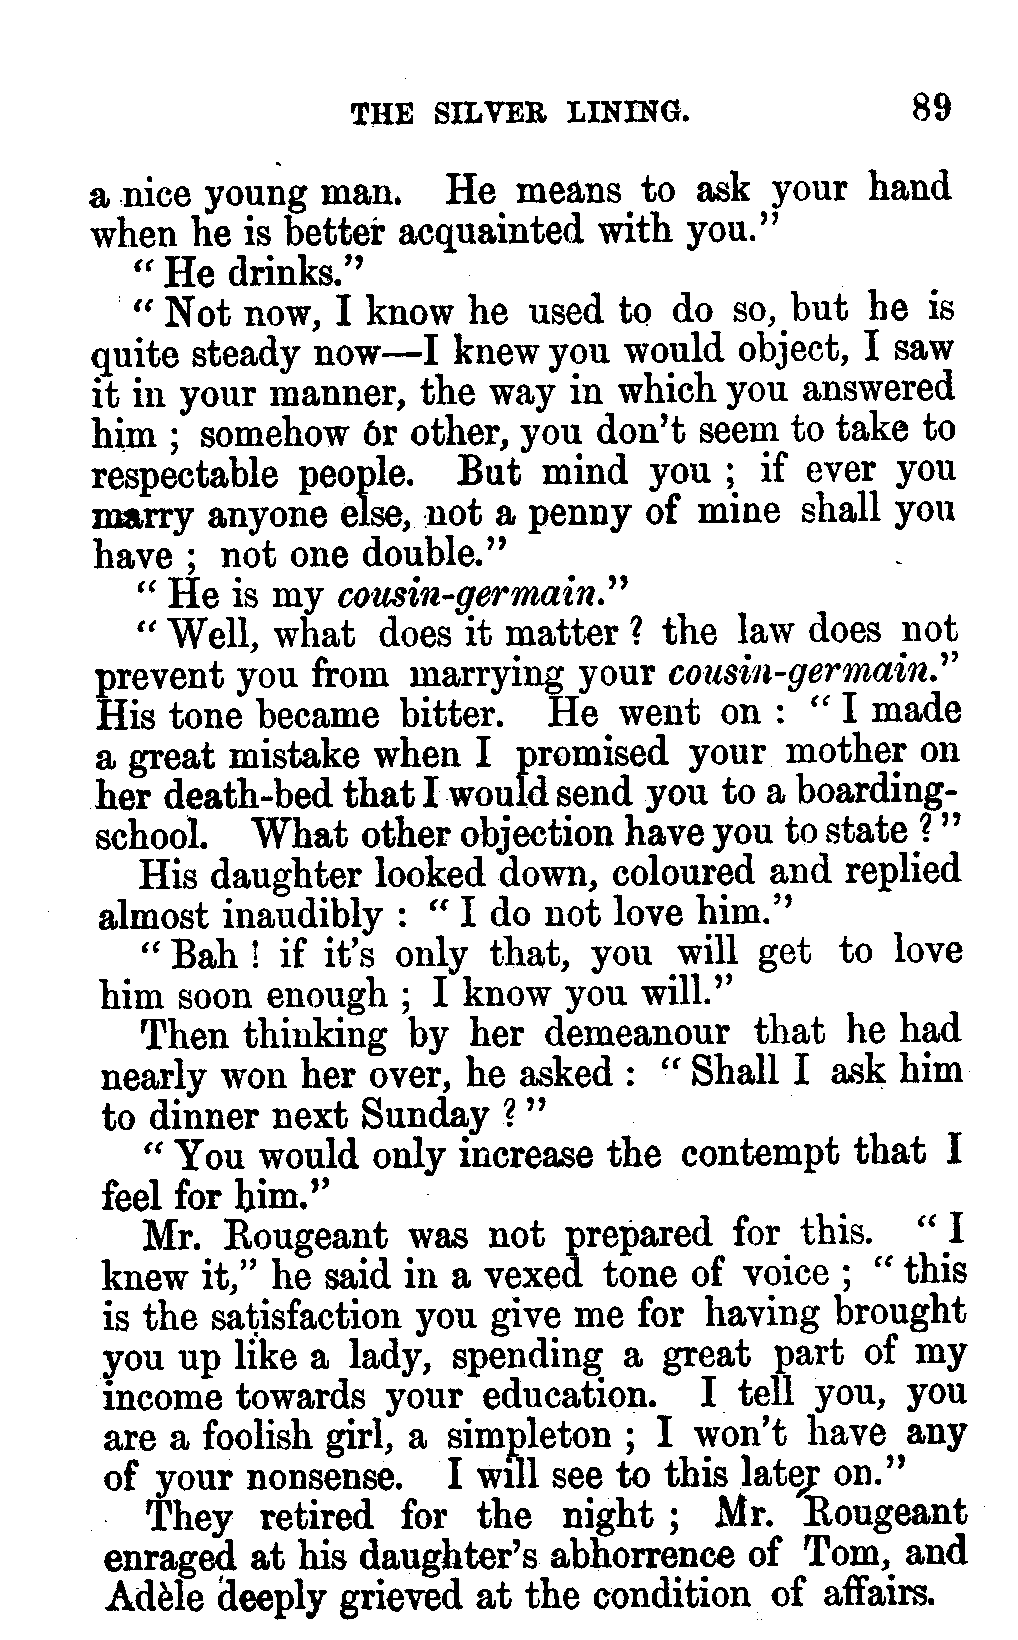 THE SILVER LINING. 89
a nice young man. He means to ask your hand
when he is better acquainted with you."
"He drinks."
"Not now, I know he used to do so, but he is
quite steady now—I knew you would object, I saw
it in your manner, the way in which you answered
him ; somehow or other, you don't seem to take to
respectable people. But mind you ; if ever you
marry anyone else, not a penny of mine shall you
have ; not one double."
"He is my cousin-germain."
"Well, what does it matter ? the law does not
prevent you from marrying your cousin-germain."
His tone became bitter. He went on : "I made
a great mistake when I promised your mother on
her death-bed that I would send you to a boarding-
school. What other objection have you to state ?"
His daughter looked down, coloured and replied
almost inaudibly : "I do not love him."
"Bah ! if it's only that, you will get to love
him soon enough ; I know you will."
Then thinking by her demeanour that he had
nearly won her over, he asked : "Shall I ask him
to dinner next Sunday ?"
"You would only increase the contempt that I
feel for him."
Mr. Rougeant was not prepared for this. "I
knew it," he said in a vexed tone of voice ; "this
is the satisfaction you give me for having brought
you up like a lady, spending a great part of my
income towards your education. I tell you, you
are a foolish girl, a simpleton ; I won't have any
of your nonsense. I will see to this later on."
They retired for the night ; Mr. Rougeant
enraged at his daughter's abhorrence of Tom, and
Adèle deeply grieved at the condition of affairs.